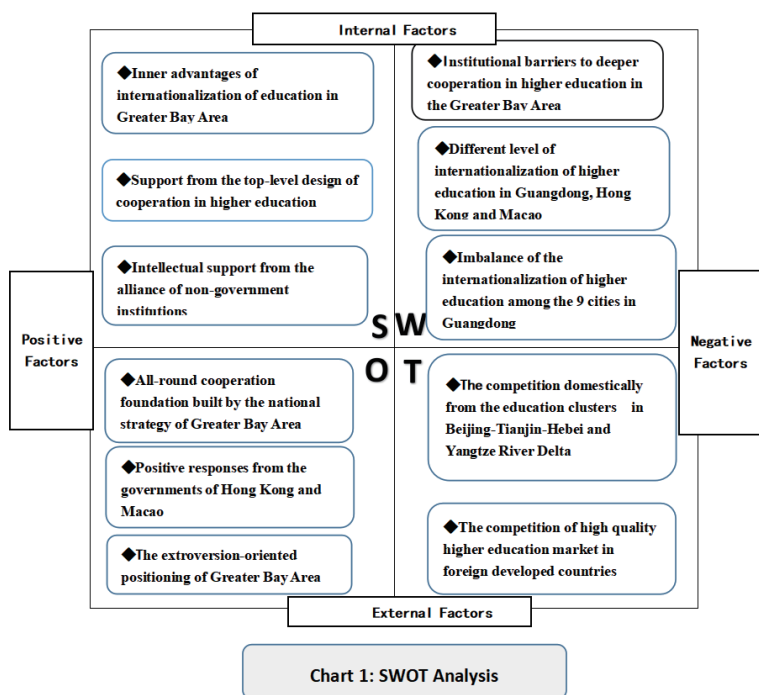 Internal Factors
◆Inner advantages of
internationalization of education in
Greater Bay Area
◆Support from the top-level design of
cooperation in higher education
◆Intellectual support from the
alliance of non-government
institutions
◆Institutional barriers to deeper
cooperation in higher education in
the Greater Bay Area
◆Different level of
internationalization of higher
education in Guangdong, Hong
Kong and Macao
◆Imbalance of the
internationalization of higher
education among the 9 cities in
Guangdong
Positive
Factors
S W
O T
Negative
Factors
◆All-round cooperation
foundation built by the national
strategy of Greater Bay Area
◆Positive responses from the
governments of Hong Kong and
Macao
◆The extroversion-oriented
positioning of Greater Bay Area
◆The competition domestically
from the education clusters in
Beijing-Tianjin-Hebei and
Yangtze River Delta
◆The competition of high quality
higher education market in
foreign developed countries
External Factors
Chart 1: SWOT Analysis